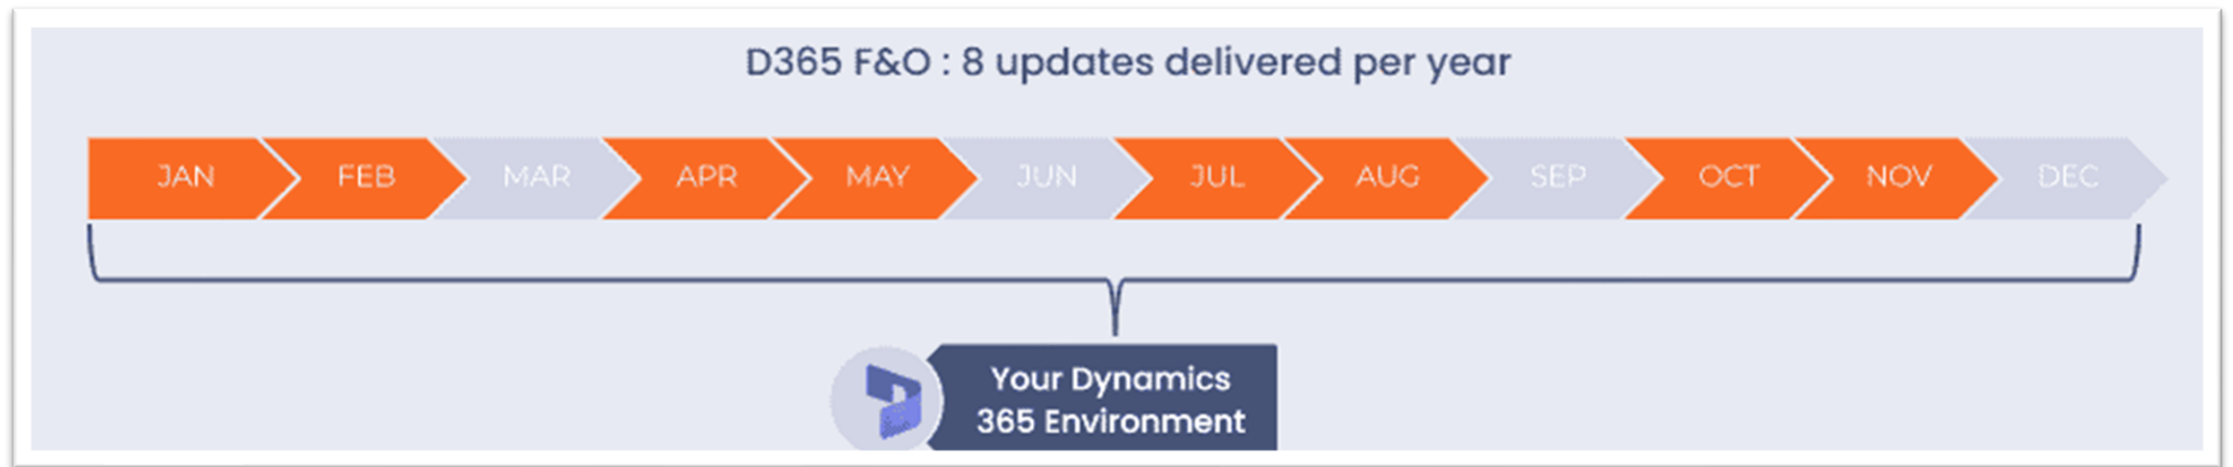 D365 F&O : 8 updates delivered per year
JAN FEB MAR APR MAY JUN JUL AUG SEP OCT NOV DEC
Your Dynamics
365 Environment